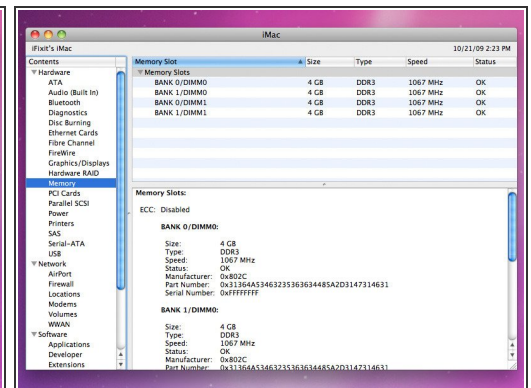 iMac
iFixit's iMac 10/21/09 2:23 PM
Contents
Hardware
ATA
Audio (Built In)
Bluetooth
Diagnostics
Disc Burning
Ethernet Cards
Fibre Channel
FireWire
Graphics/Displays
Hardware RAID
Memory
PCI Cards
Parallel SCSI
Power
Printers
SAS
Serial-ATA
USB
Network
AirPort
Firewall
Locations
Modems
Volumes
WWAN
Software
Applications
Developer
Extensions
Memory Slot Size Type Speed Status
Memory Slots
BANK 0/DIMM0 4 GB DDR3 1067 MHz OK
BANK 1/DIMM0 4 GB DDR3 1067 MHz OK
BANK 0/DIMM1 4 GB DDR3 1067 MHz OK
BANK 1/DIMM1 4 GB DDR3 1067 MHz OK
Memory Slots:
ECC: Disabled
BANK 0/DIMM0:
Size: 4 GB
Type: DDR3
Speed: 1067 MHz
Status: OK
Manufacturer: 0x802C
Part Number: 0x31364A53463235363634485A2D3147314631
Serial Number: 0xFFFFFFFF
BANK 1/DIMM0:
Size: 4 GB
Type: DDR3
Speed: 1067 MHz
Status: OK
Manufacturer: 0x802C
Part Number: 0x31364A53463235363634485A2D3147314631